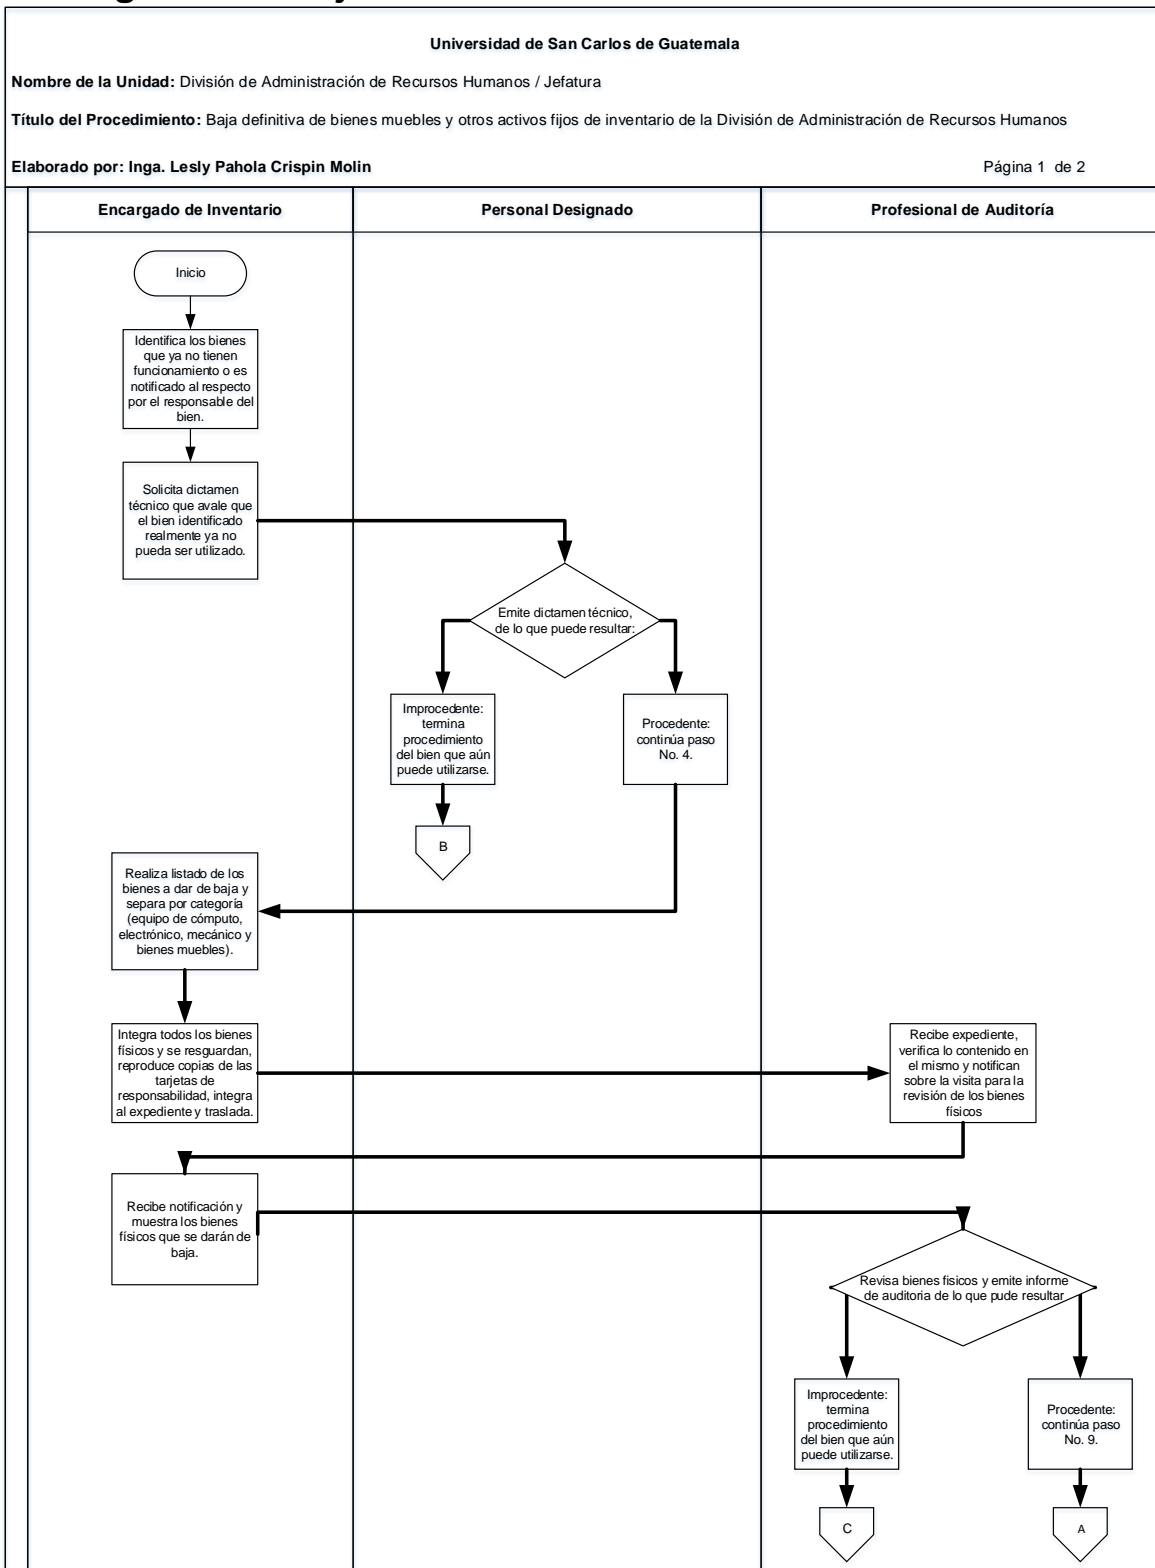 Universidad de San Carlos de Guatemala
Nombre de la Unidad: División de Administración de Recursos Humanos / Jefatura
Título del Procedimiento: Baja definitiva de bienes muebles y otros activos fijos de inventario de la División de Administración de Recursos Humanos
Elaborado por: Inga. Lesly Pahola Crispin Molin
Página 1 de 2
Encargado de Inventario
Personal Designado
Profesional de Auditoría
Inicio
Identifica los bienes
que ya no tienen
funcionamiento o es
notificado al respecto
por el responsable del
bien.
Solicita dictamen
técnico que avale que
el bien identificado
realmente ya no
pueda ser utilizado.
Emite dictamen técnico,
de lo que puede resultar:
Improcedente:
termina
procedimiento
del bien que aún
puede utilizarse.
Procedente:
continúa paso
No. 4.
B
Realiza listado de los
bienes a dar de baja y
separa por categoría
(equipo de cómputo,
electrónico, mecánico y
bienes muebles).
Integra todos los bienes
físicos y se resguardan,
reproduce copias de las
tarjetas de
responsabilidad, integra
al expediente y traslada.
Recibe expediente,
verifica lo contenido en
el mismo y notifican
sobre la visita para la
revisión de los bienes
físicos
Recibe notificación y
muestra los bienes
físicos que se darán de
baja.
Revisa bienes fisicos y emite informe
de auditoria de lo que pude resultar
Improcedente:
termina
procedimiento
del bien que aún
puede utilizarse.
Procedente:
continúa paso
No. 9.
C
A